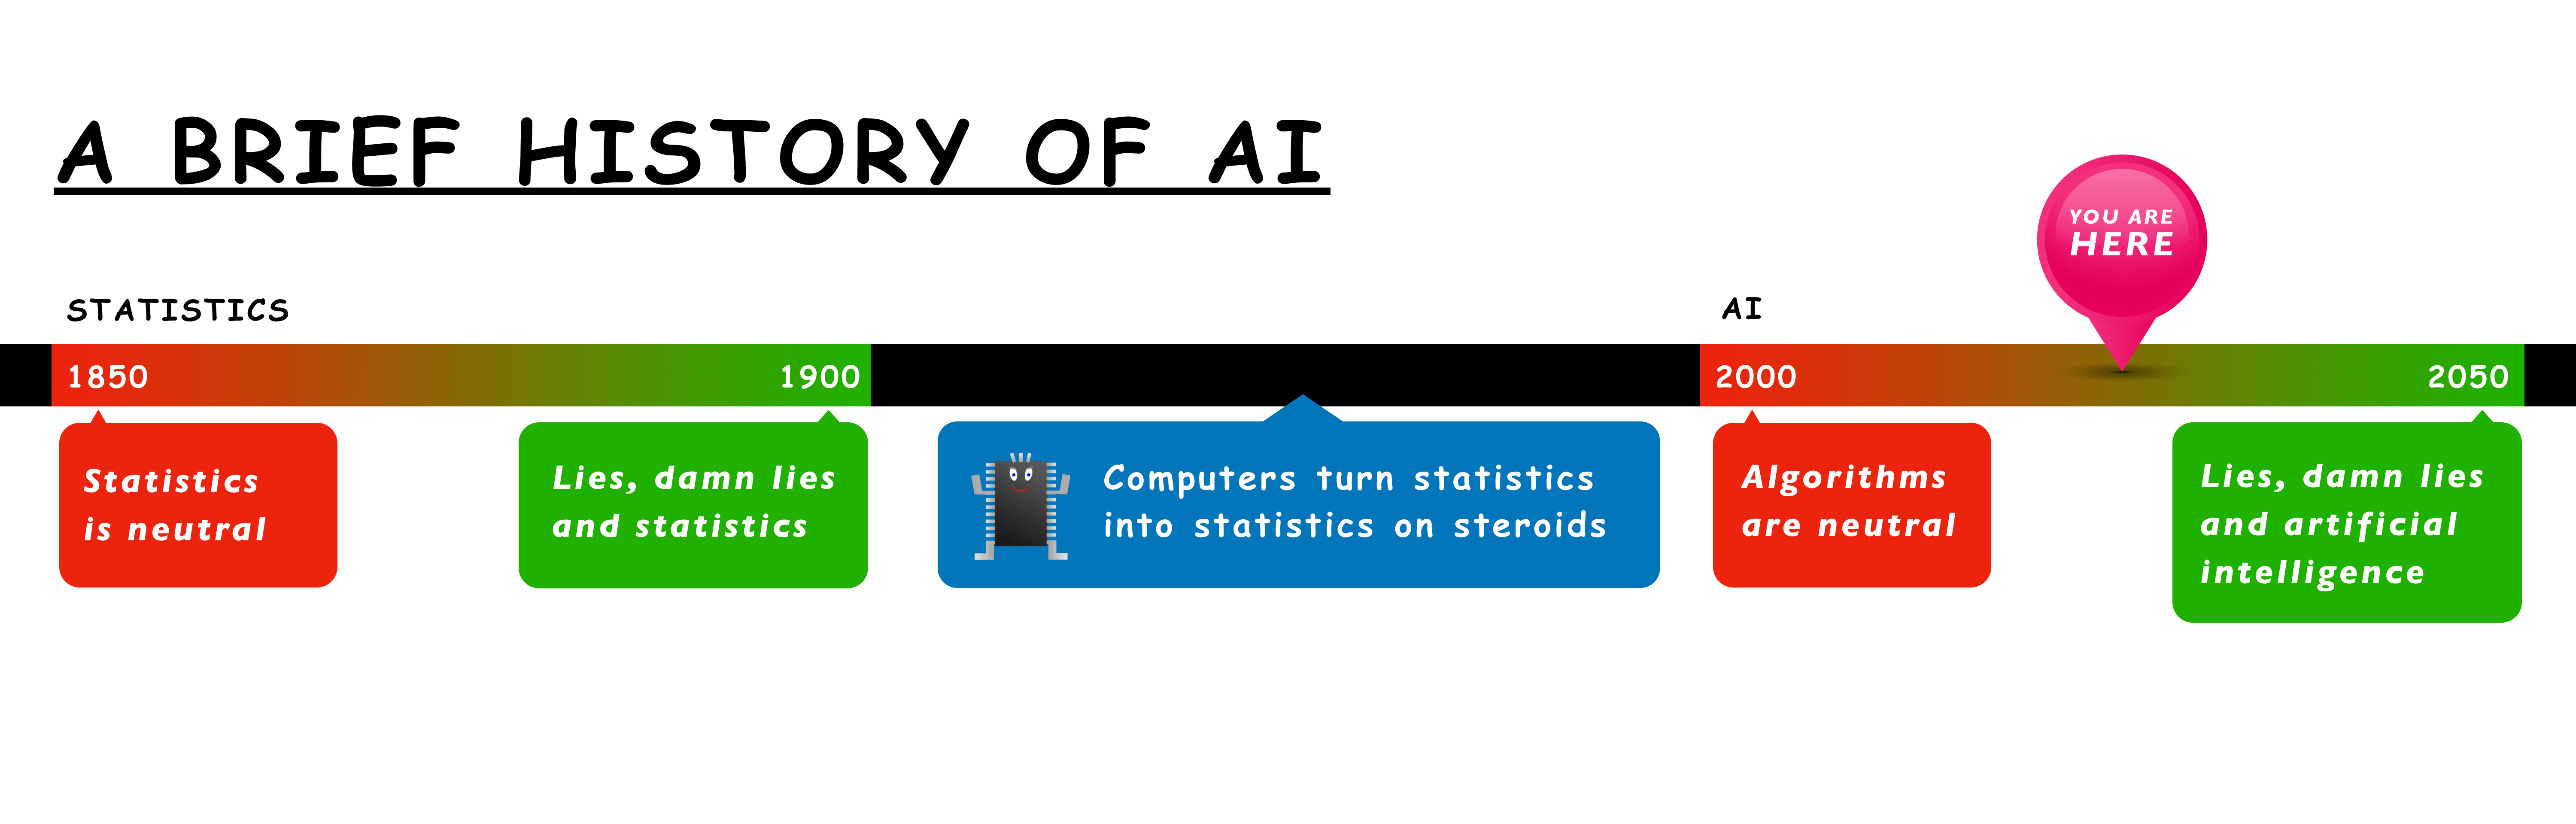 A BRIEF HISTORY OF AI
YOU ARE
HERE
STATISTICS
AI
1850
1900
2000
2050
Statistics
is neutral
Lies, damn lies
and statistics
Computers turn statistics
into statistics on steroids
Algorithms
are neutral
Lies, damn lies
and artificial
intelligence